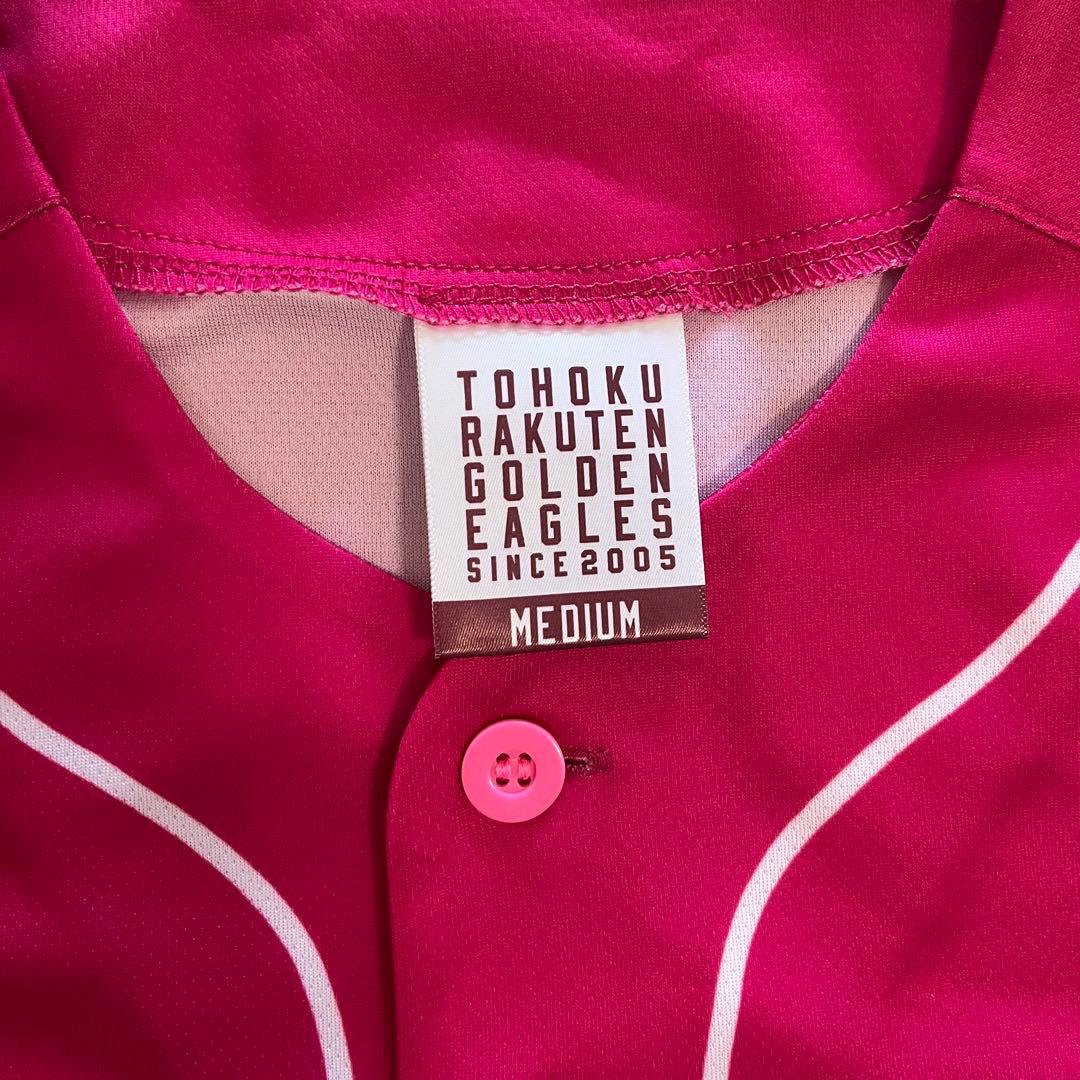 TOHOKU
RAKUTEN
GOLDEN
EAGLES
SINCE 2005
MEDIUM